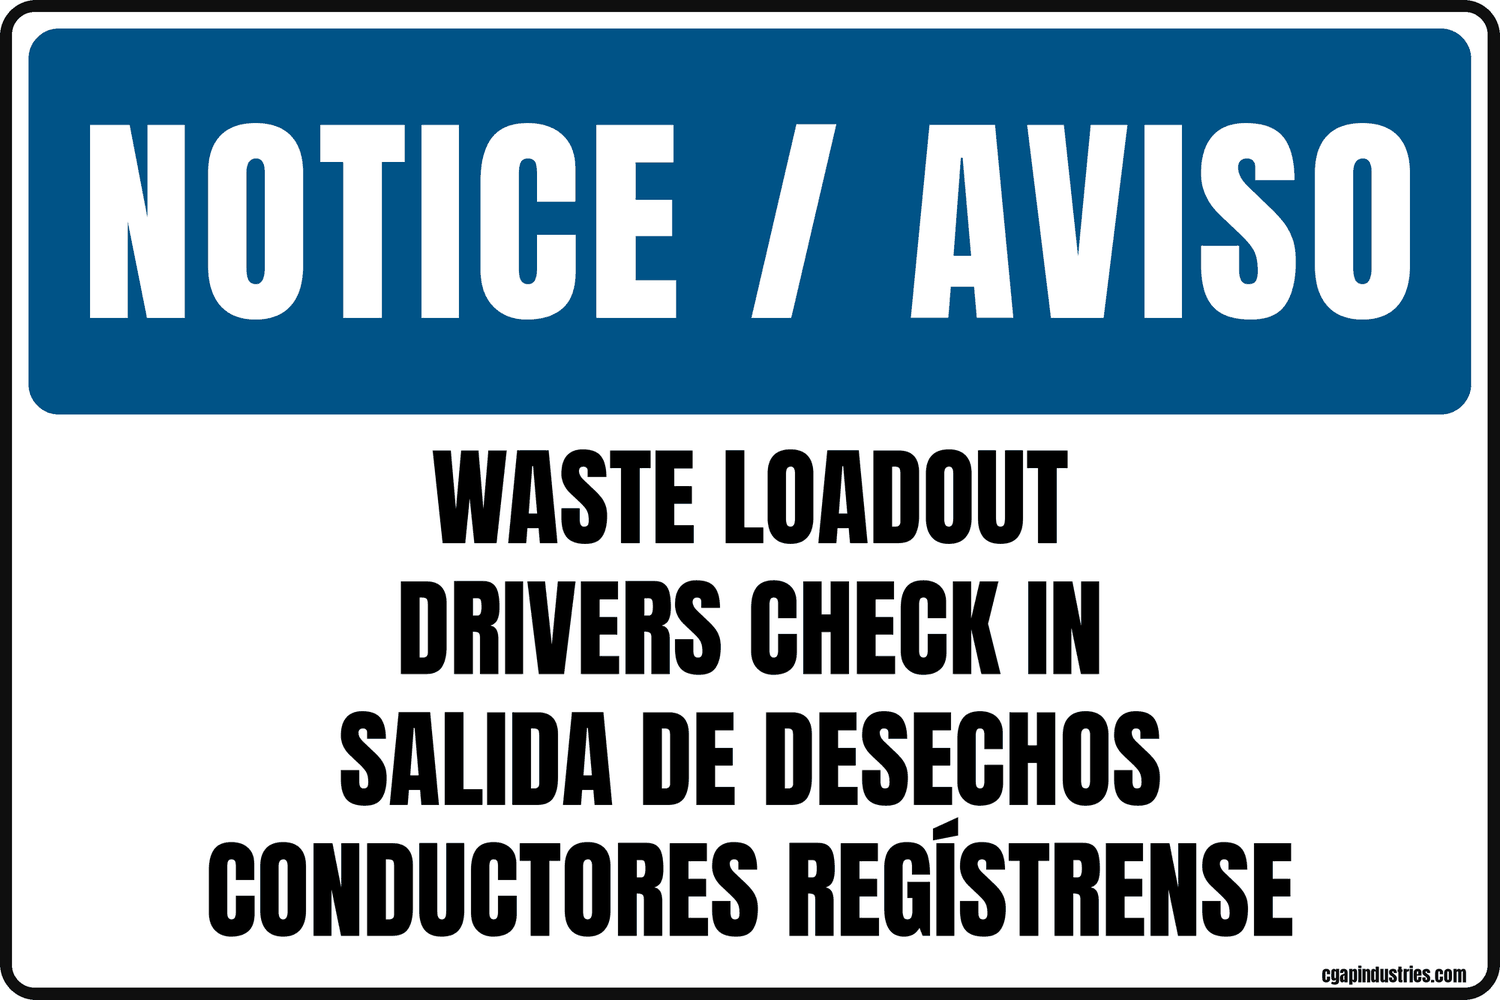 NOTICE / AVISO
WASTE LOADOUT
DRIVERS CHECK IN
SALIDA DE DESECHOS
CONDUCTORES REGÍSTRENSE
cgapindustries.com